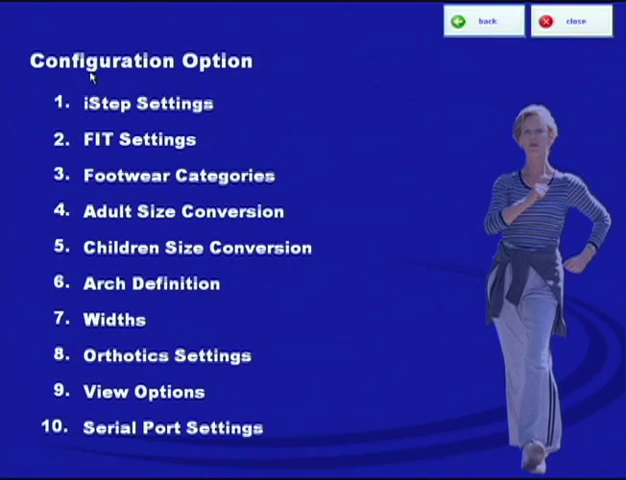 back
close
Configuration Option
1. iStep Settings
2. FIT Settings
3. Footwear Categories
4. Adult Size Conversion
5. Children Size Conversion
6. Arch Definition
7. Widths
8. Orthotics Settings
9. View Options
10. Serial Port Settings